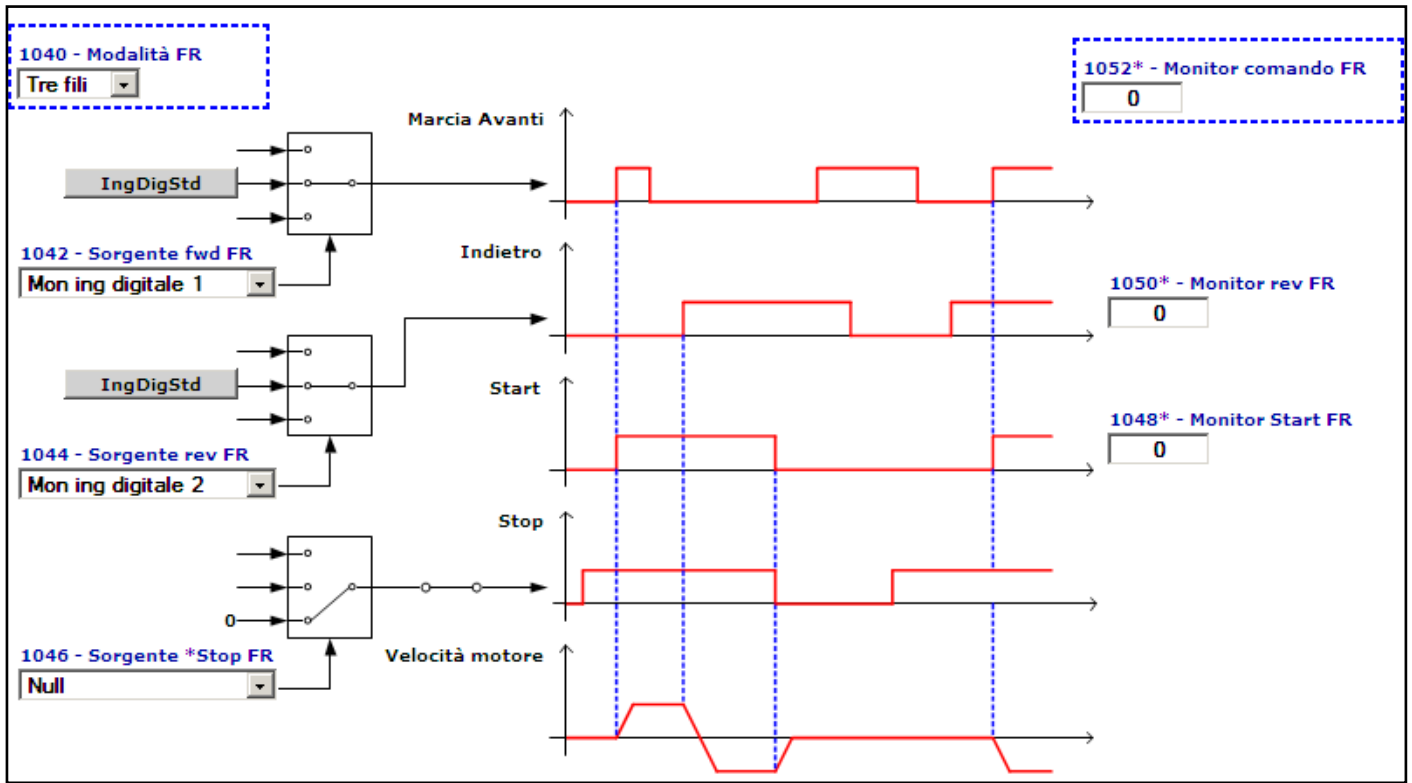 1040 - Modalità FR
Tre fili
1052* - Monitor comando FR
0
Marcia Avanti
IngDigStd
1042 - Sorgente fwd FR
Mon ing digitale 1
Indietro
1050* - Monitor rev FR
0
IngDigStd
Start
1048* - Monitor Start FR
0
1044 - Sorgente rev FR
Mon ing digitale 2
Stop
0
1046 - Sorgente *Stop FR
Null
Velocità motore